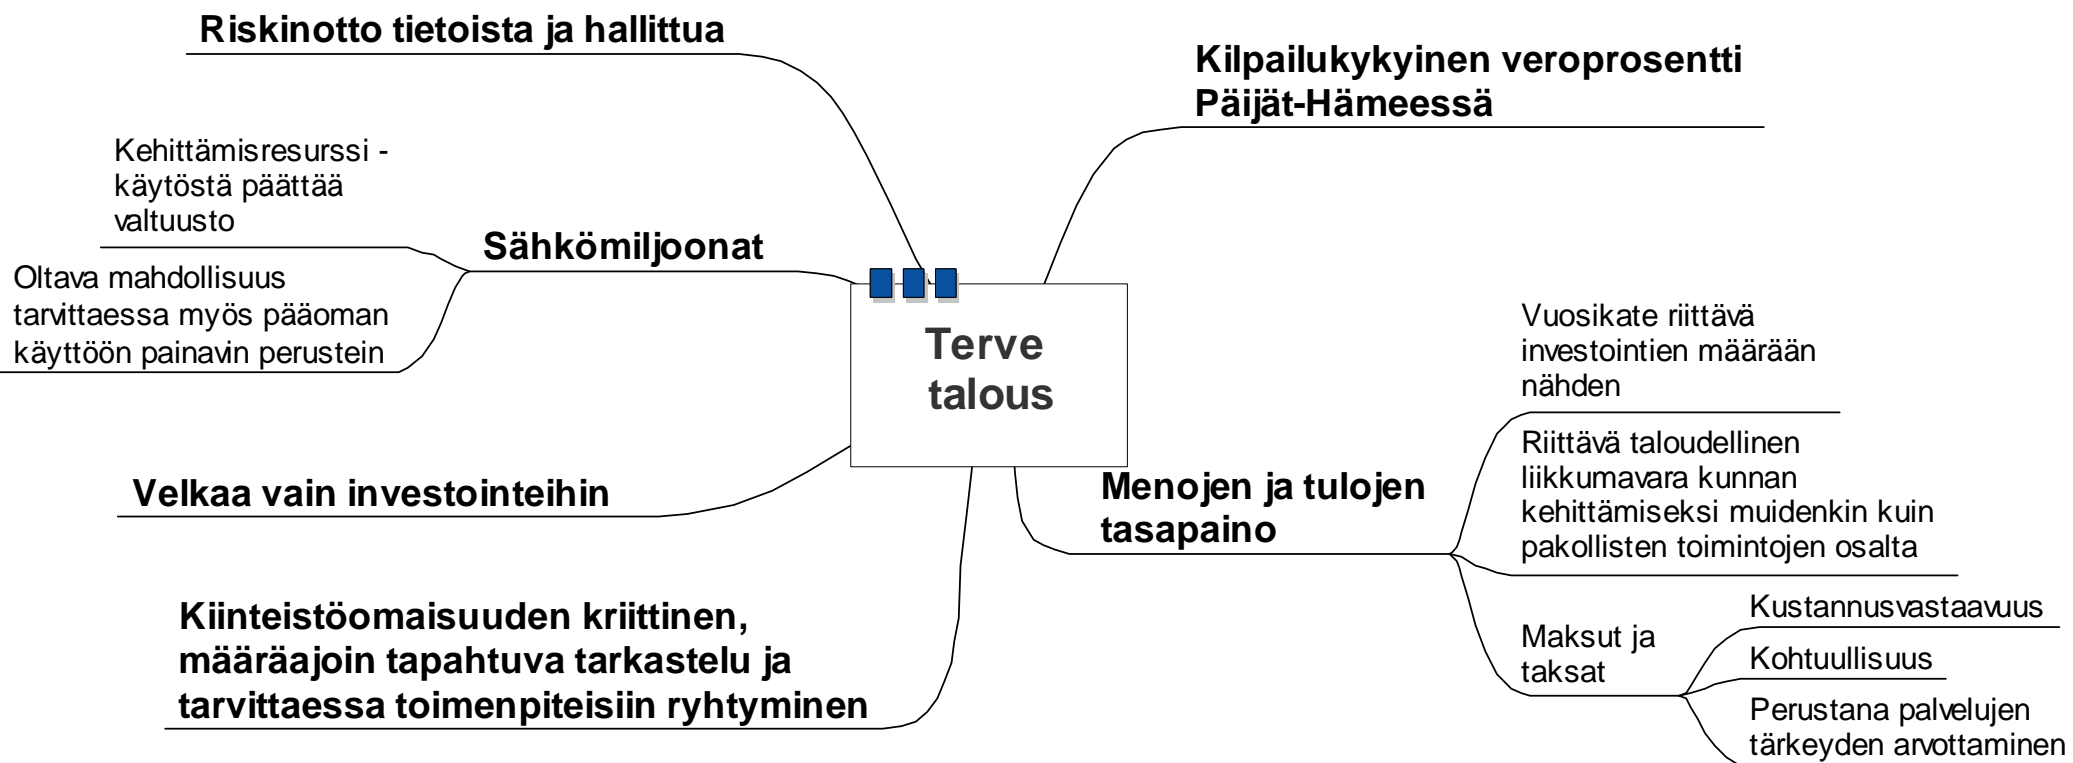 Riskinotto tietoista ja hallittua
Kilpailukykyinen veroprosentti
Päijät-Hämeessä
Kehittämisresurssi -
käytöstä päättää
valtuusto
Sähkömiljoonat
Oltava mahdollisuus
tarvittaessa myös pääoman
käyttöön painavin perustein
Terve
talous
Velkaa vain investointeihin
Kiinteistöomaisuuden kriittinen,
määräajoin tapahtuva tarkastelu ja
tarvittaessa toimenpiteisiin ryhtyminen
Menojen ja tulojen
tasapaino
Vuosikate riittävä
investointien määrään
nähden
Riittävä taloudellinen
liikkumavara kunnan
kehittämiseksi muidenkin kuin
pakollisten toimintojen osalta
Maksut ja
taksat
Kustannusvastaavuus
Kohtuullisuus
Perustana palvelujen
tärkeyden arvottaminen